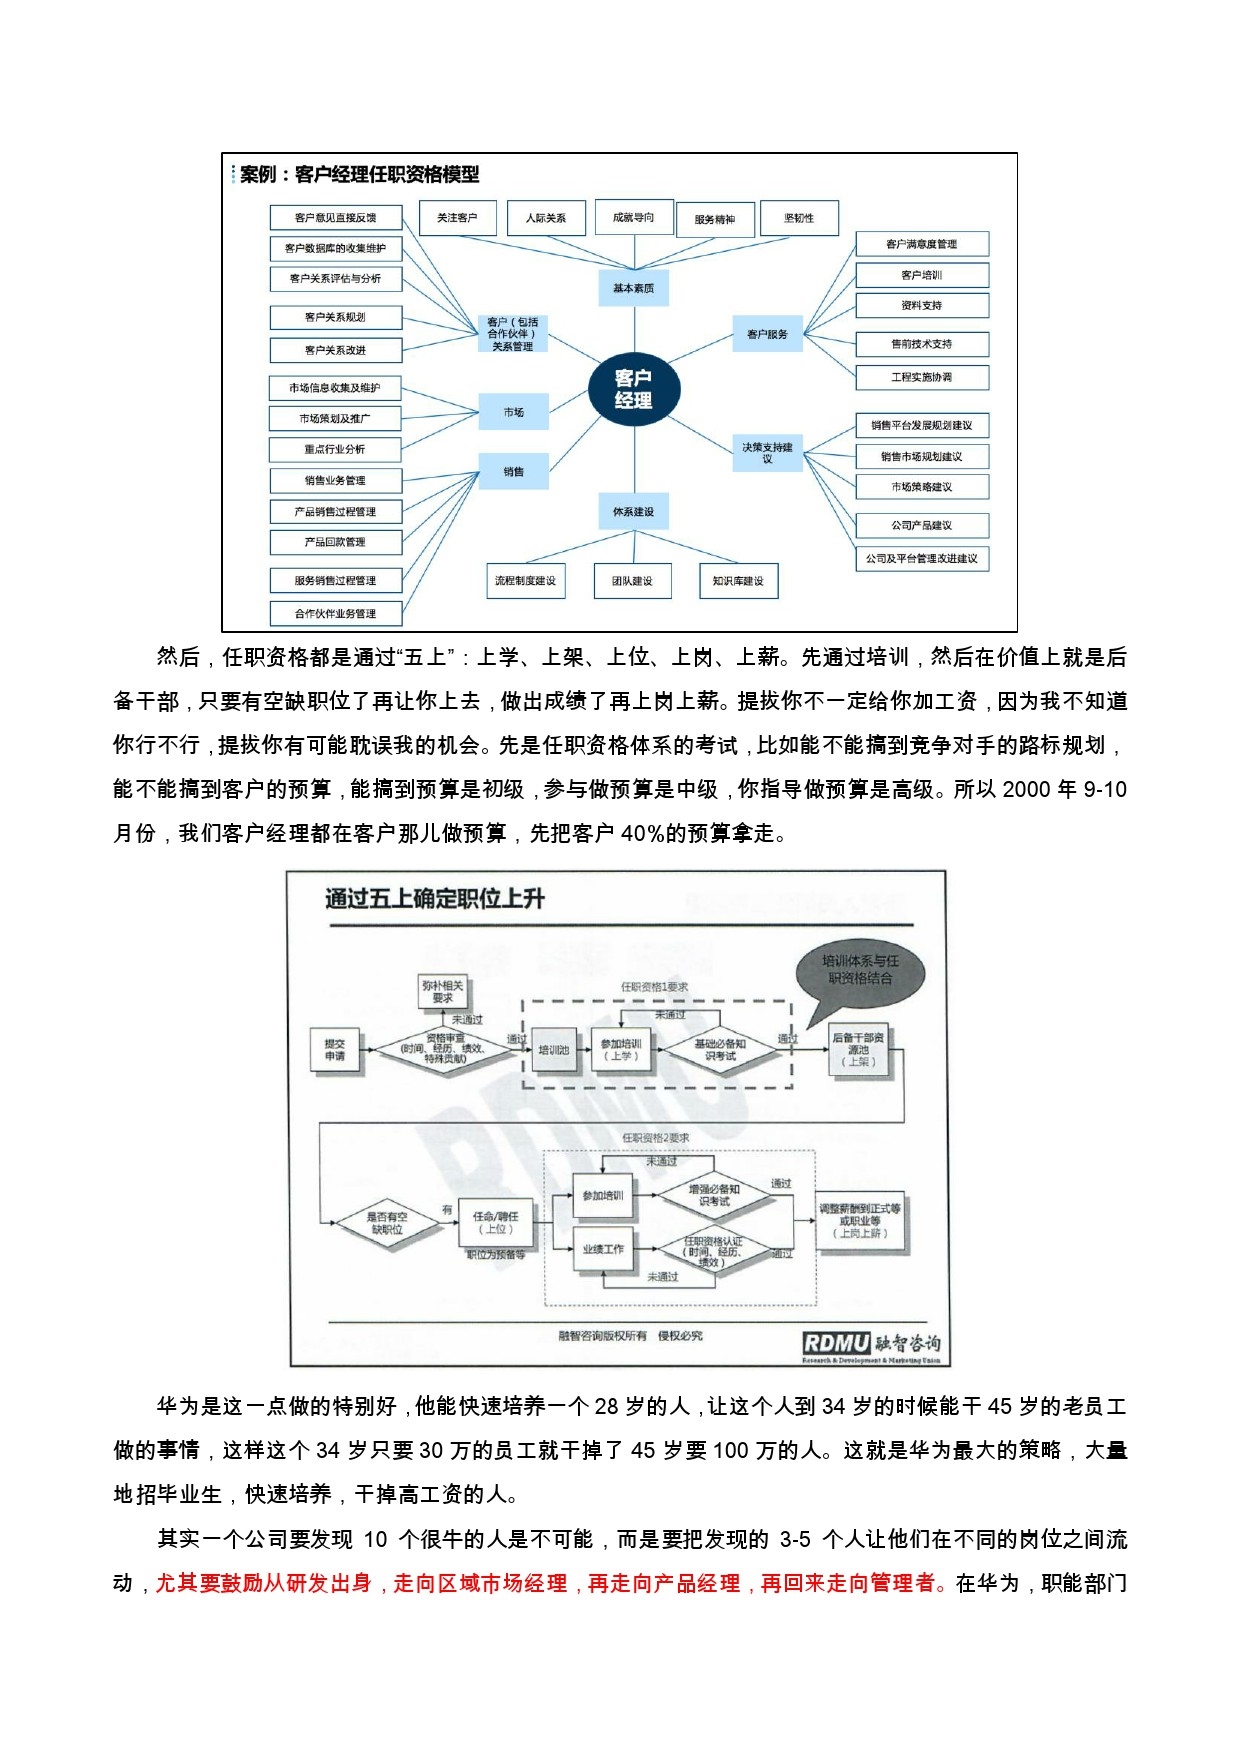 案例：客户经理任职资格模型
客户意见直接反馈
客户数据库的收集维护
客户关系评估与分析
客户关系规划
客户关系改进
市场信息收集及维护
市场策划及推广
重点行业分析
销售业务管理
产品销售过程管理
产品回款管理
服务销售过程管理
合作伙伴业务管理
关注客户
人际关系
成就导向
服务精神
坚韧性
基本素质
客户（包括
合作伙伴）
关系管理
市场
销售
客户
经理
体系建设
流程制度建设
团队建设
知识库建设
客户服务
决策支持建
议
客户满意度管理
客户培训
资料支持
售前技术支持
工程实施协调
销售平台发展规划建议
销售市场规划建议
市场策略建议
公司产品建议
公司及平台管理改进建议
然后，任职资格都是通过“五上”：上学、上架、上位、上岗、上薪。先通过培训，然后在价值上就是后
备干部，只要有空缺职位了再让你上去，做出成绩了再上岗上薪。提拔你不一定给你加工资，因为我不知道
你行不行，提拔你有可能耽误我的机会。先是任职资格体系的考试，比如能不能搞到竞争对手的路标规划，
能不能搞到客户的预算，能搞到预算是初级，参与做预算是中级，你指导做预算是高级。所以 2000 年 9-10
月份，我们客户经理都在客户那儿做预算，先把客户 40%的预算拿走。
通过五上确定职位上升
培训体系与任
职资格结合
弥补相关
要求
未通过
任职资格1要求
未通过
提交
申请
资格审查
(时间、经历、绩效、
特殊贡献)
通过
培训池
参加培训
（上学）
基础必备知
识考试
通过
后备干部资
源池
（上架）
任职资格2要求
未通过
参加培训
增强必备知
识考试
通过
是否有空
缺职位
有
任命/聘任
（上位）
职位为预备等
业绩工作
任职资格认证
（时间、经历、
绩效）
通过
未通过
调整薪酬到正式等
或职业等
（上岗上薪）
融智咨询版权所有 侵权必究
RDMU 融智咨询
Research & Development & Marketing Union
RDMU
华为是这一点做的特别好，他能快速培养一个 28 岁的人，让这个人到 34 岁的时候能干 45 岁的老员工
做的事情，这样这个 34 岁只要 30 万的员工就干掉了 45 岁要 100 万的人。这就是华为最大的策略，大量
地招毕业生，快速培养，干掉高工资的人。
其实一个公司要发现 10 个很牛的人是不可能，而是要把发现的 3-5 个人让他们在不同的岗位之间流
动，尤其要鼓励从研发出身，走向区域市场经理，再走向产品经理，再回来走向管理者。在华为，职能部门